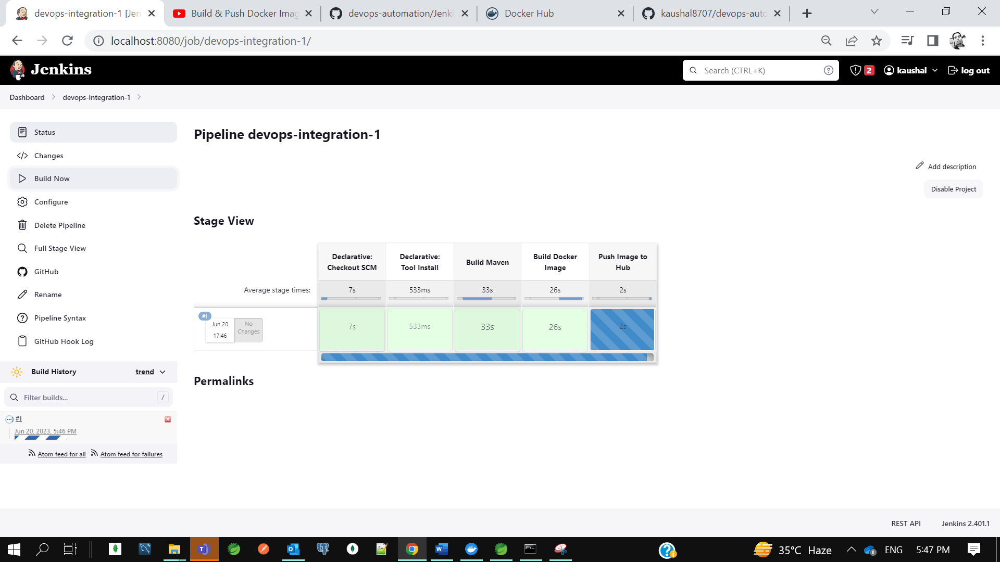 devops-integration-1 [Jen
Build & Push Docker Imag
devops-automation/Jenki
Docker Hub
kaushal8707/devops-auto
localhost:8080/job/devops-integration-1/
Jenkins
Search (CTRL+K)
?
2
kaushal
log out
Dashboard
devops-integration-1
Status
Changes
Build Now
Configure
Delete Pipeline
Full Stage View
GitHub
Rename
Pipeline Syntax
GitHub Hook Log
Build History
trend
Filter builds...
/
#1
Jun 20, 2023, 5:46 PM
Atom feed for all
Atom feed for failures
Pipeline devops-integration-1
Add description
Disable Project
Stage View
Declarative:
Checkout SCM
Declarative:
Tool Install
Build Maven
Build Docker
Image
Push Image to
Hub
Average stage times:
7s
533ms
33s
26s
2s
#1
Jun 20
17:46
No
Changes
7s
533ms
33s
26s
2s
Permalinks
REST API
Jenkins 2.401.1
35°C Haze
ENG
5:47 PM